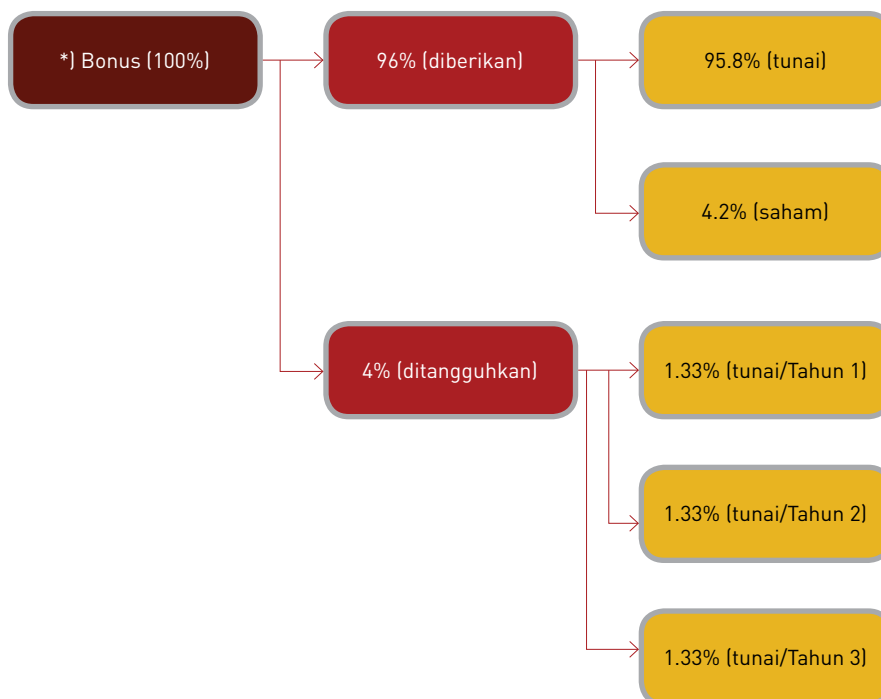 *) Bonus (100%)
96% (diberikan)
95.8% (tunai)
4.2% (saham)
4% (ditangguhkan)
1.33% (tunai/Tahun 1)
1.33% (tunai/Tahun 2)
1.33% (tunai/Tahun 3)